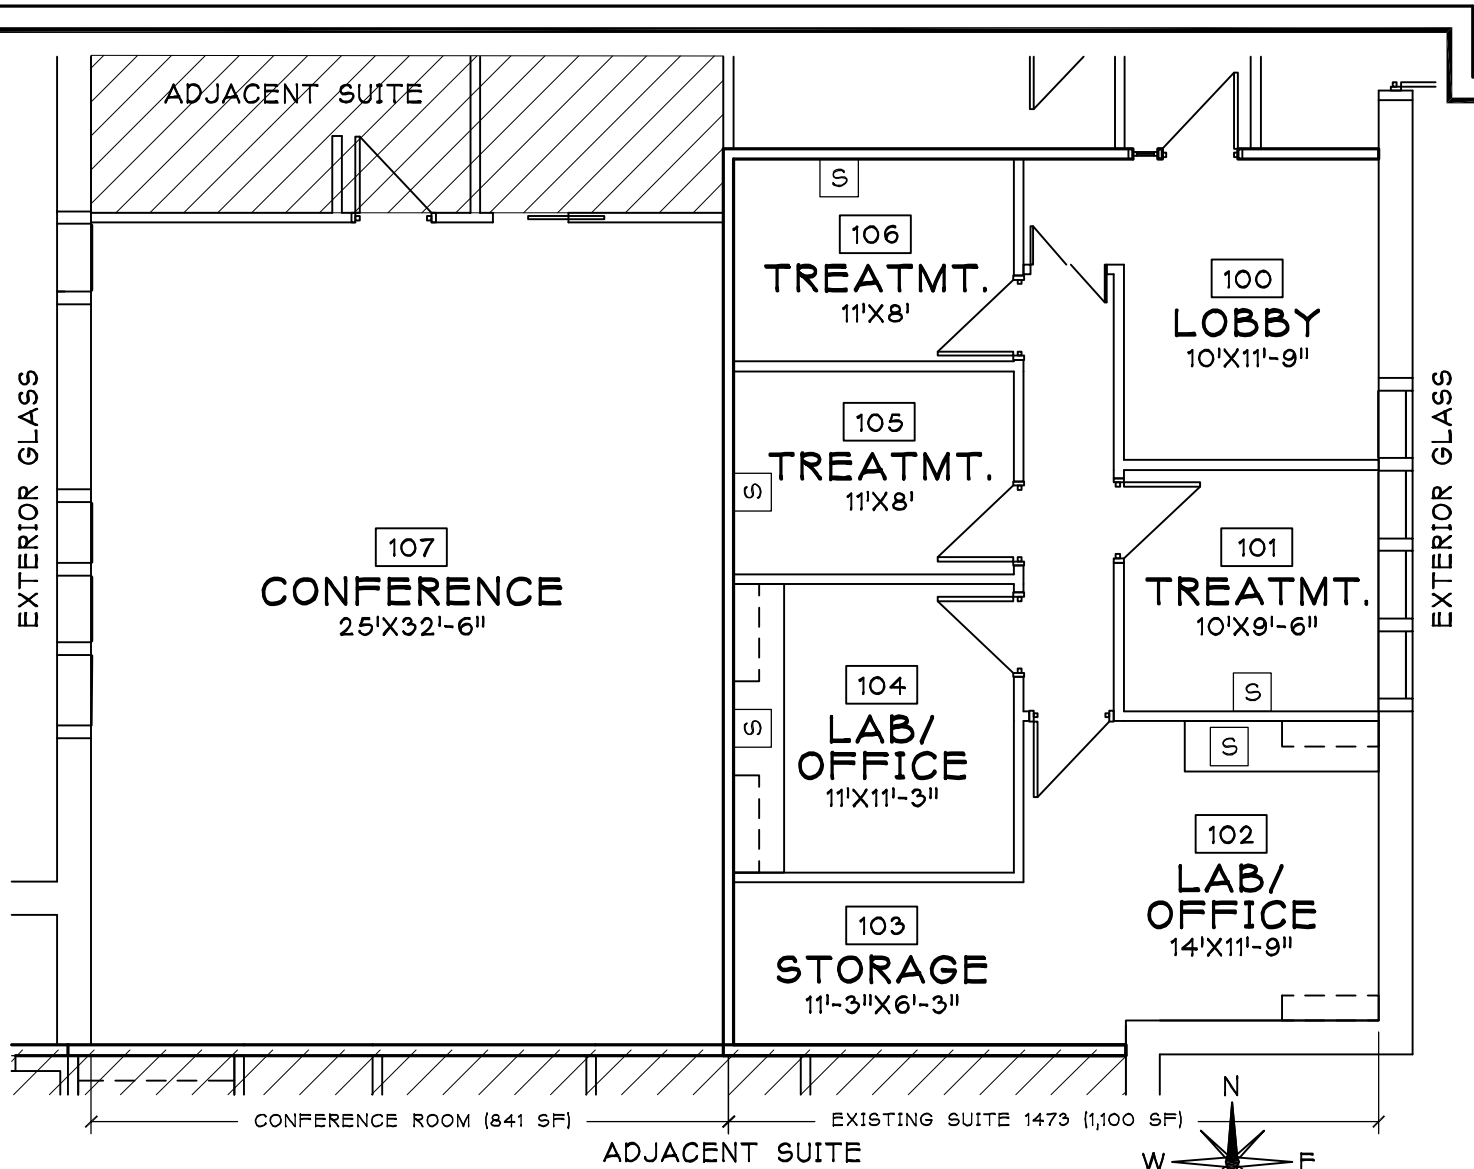 ADJACENT SUITE
S
106
TREATMT.
11'X8'
100
LOBBY
10'X11'-9"
EXTERIOR GLASS
EXTERIOR GLASS
105
TREATMT.
11'X8'
S
107
CONFERENCE
25'X32'-6"
101
TREATMT.
10'X9'-6"
S
104
LAB/
OFFICE
11'X11'-3"
S
S
102
LAB/
OFFICE
14'X11'-9"
103
STORAGE
11'-3"X6'-3"
CONFERENCE ROOM (841 SF)
EXISTING SUITE 1473 (1,100 SF)
ADJACENT SUITE
N
W